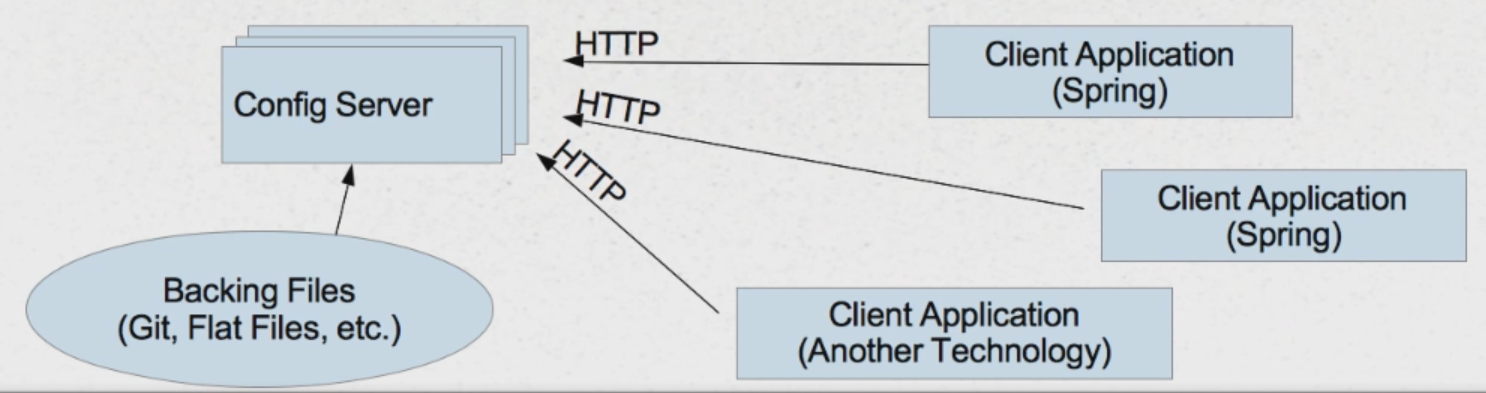 HTTP
Client Application
(Spring)
Config Server
HTTP
HTTP
Client Application
(Spring)
Backing Files
(Git, Flat Files, etc.)
Client Application
(Another Technology)